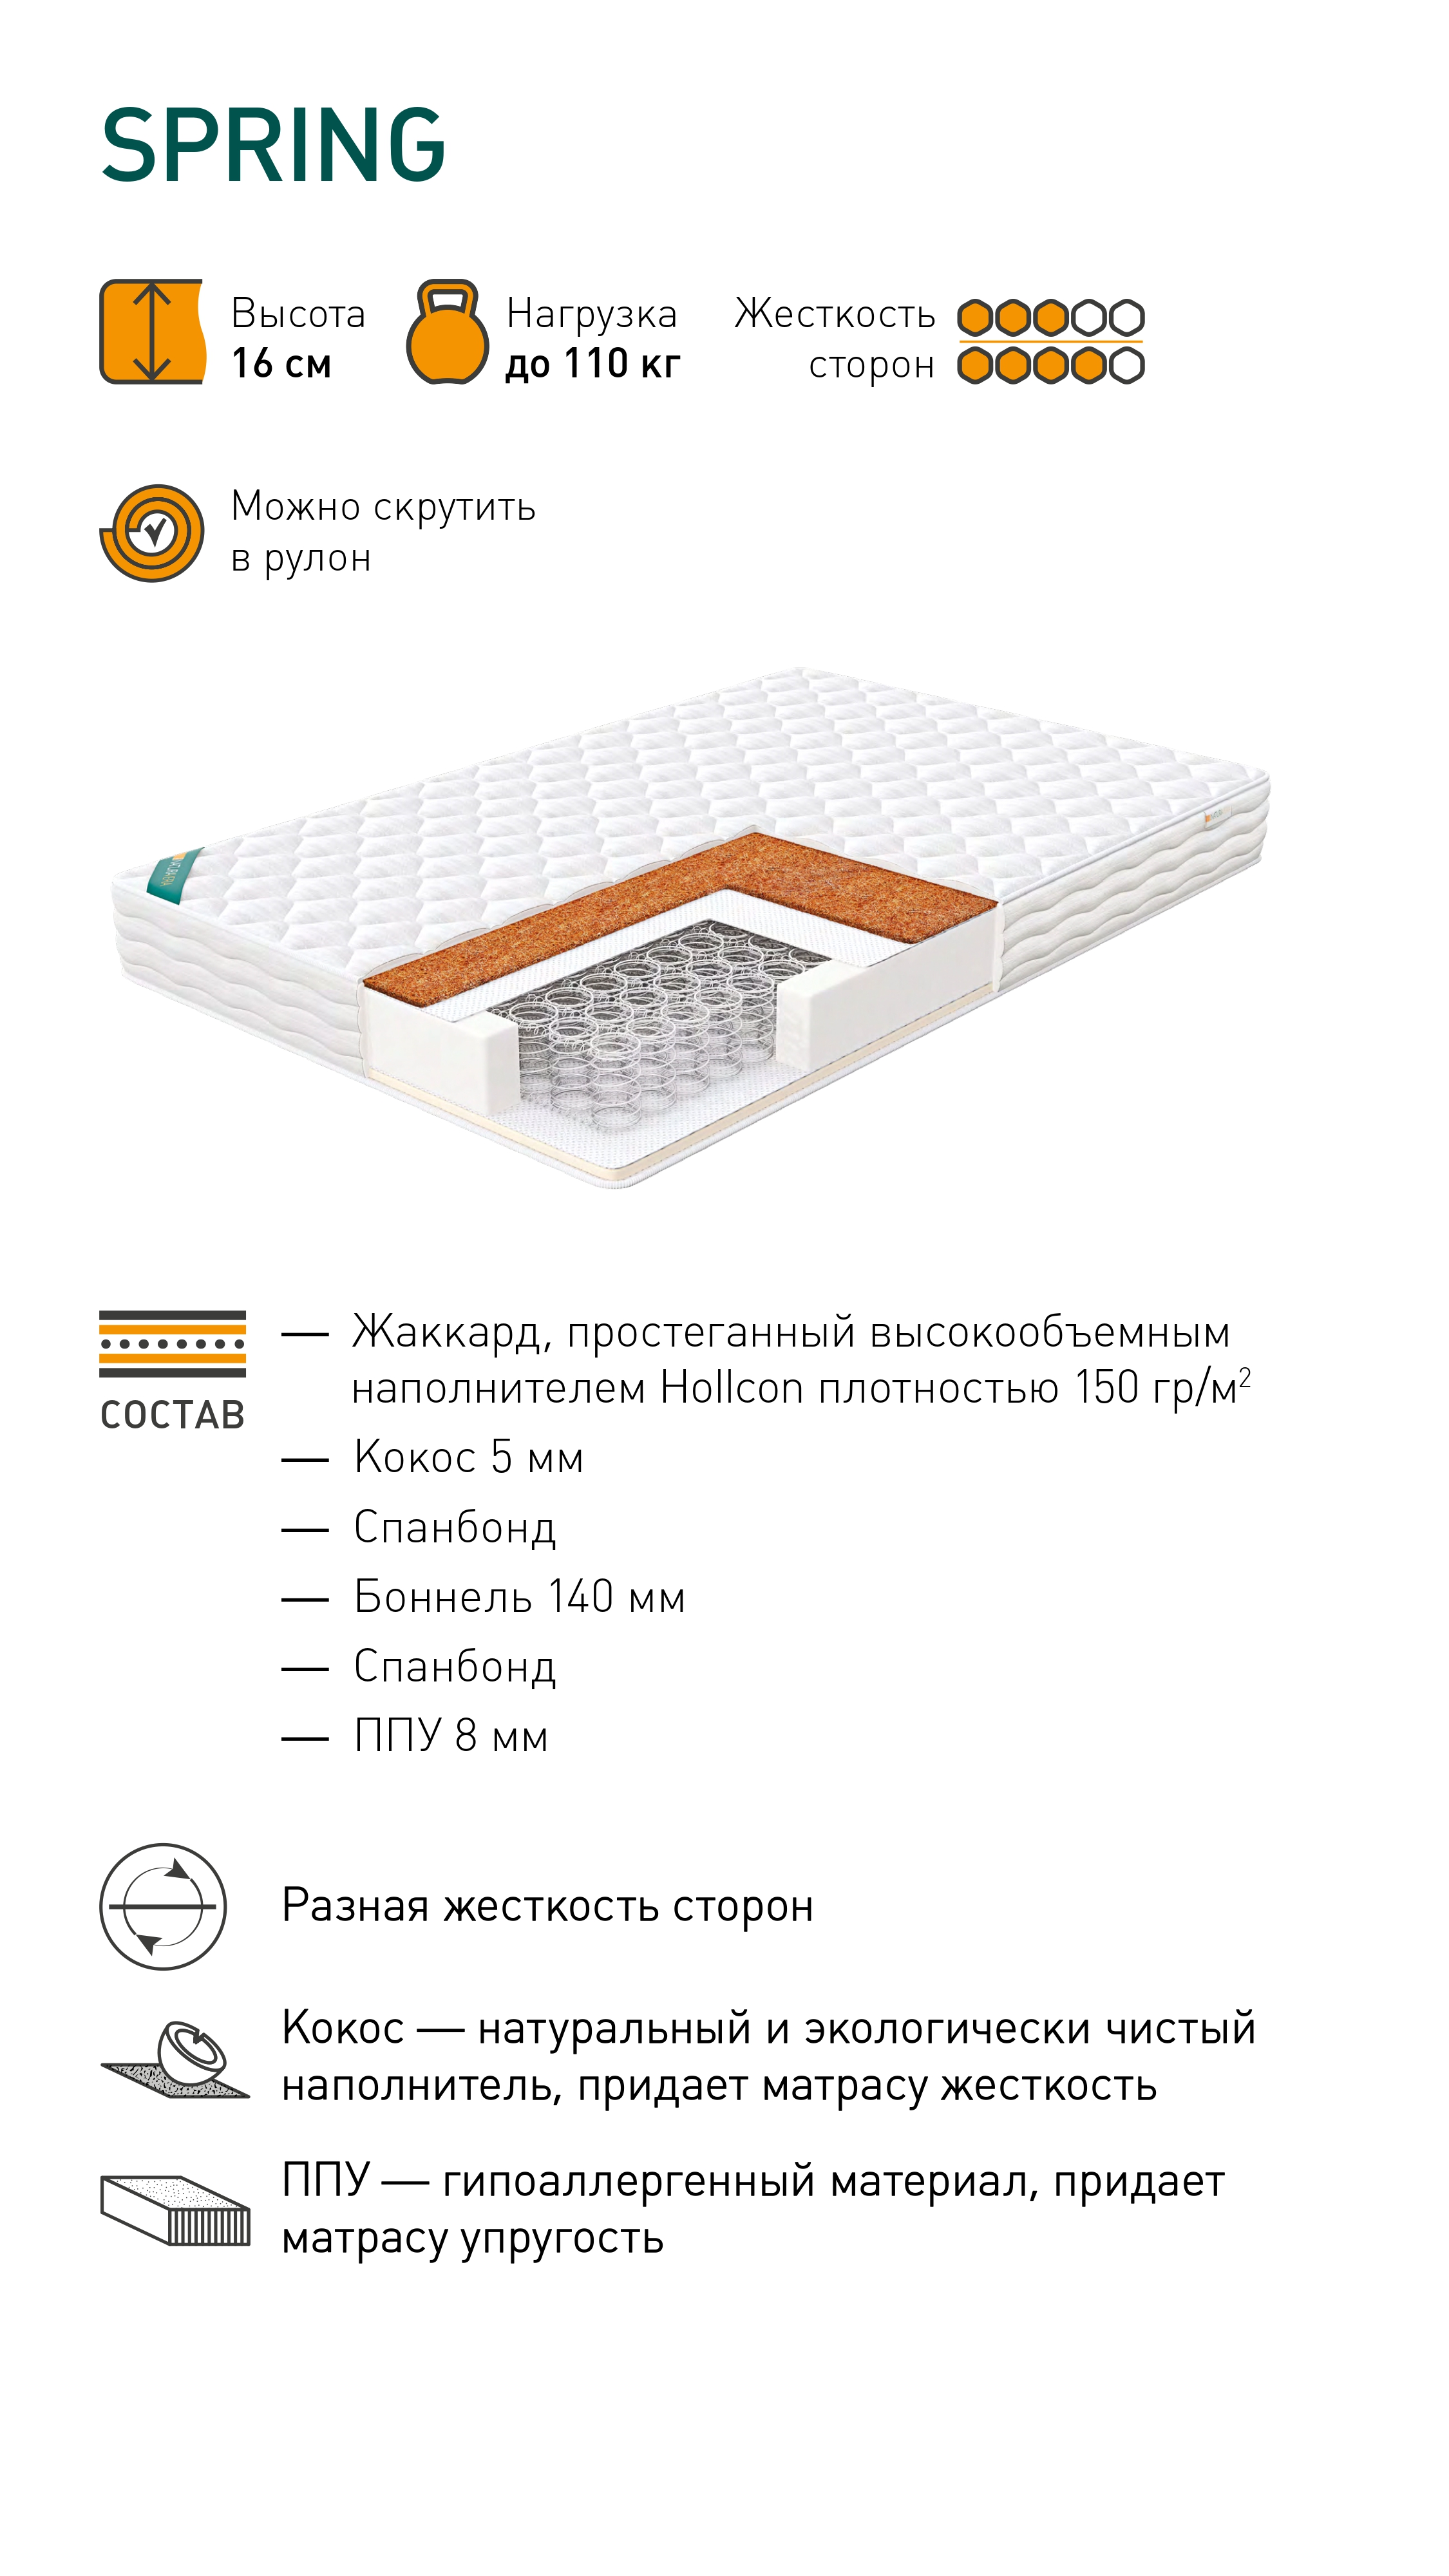 SPRING
Высота
16 см
Нагрузка
до 110 кг
Жесткость
сторон
Можно скрутить
в рулон
СОСТАВ
— Жаккард, простеганный высокообъемным
наполнителем Hollcon плотностью 150 гр/м²
— Кокос 5 мм
— Спанбонд
— Боннель 140 мм
— Спанбонд
— ППУ 8 мм
Разная жесткость сторон
Кокос — натуральный и экологически чистый
наполнитель, придает матрасу жесткость
ППУ — гипоаллергенный материал, придает
матрасу упругость